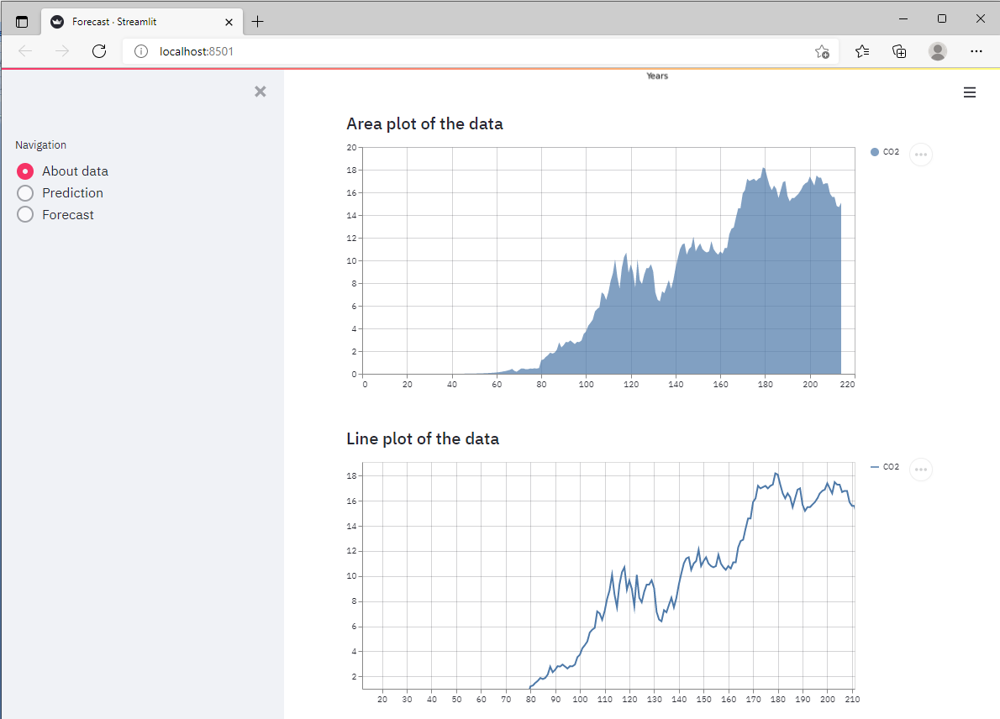 Forecast · Streamlit
localhost:8501
Years
Navigation
About data
Prediction
Forecast
Area plot of the data
20
18
16
14
12
10
8
6
4
2
0
0 20 40 60 80 100 120 140 160 180 200 220
CO2
Line plot of the data
18
16
14
12
10
8
6
4
2
20 30 40 50 60 70 80 90 100 110 120 130 140 150 160 170 180 190 200 210
CO2